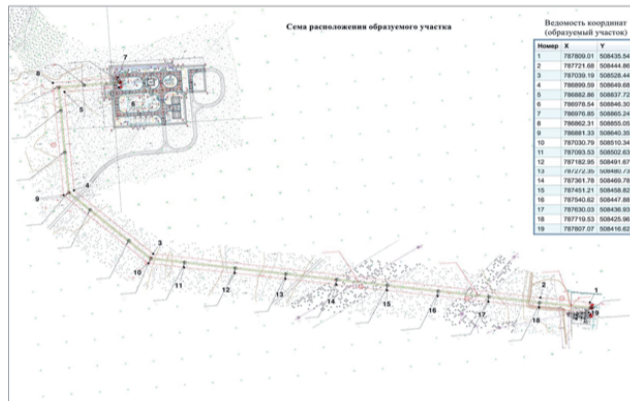 Сема расположения образуемого участка
Ведомость координат
(образуемый участок)
Номер X Y
1 787809.01 508435.54
2 787721.68 508444.86
3 787039.19 508528.44
4 786890.59 508649.68
5 786882.86 508837.72
6 786978.54 508846.30
7 786976.85 508865.24
8 786862.31 508855.05
9 786881.33 508640.35
10 787030.79 508510.34
11 787093.53 508502.63
12 787182.95 508491.67
13 787272.35 508480.73
14 787361.78 508469.78
15 787451.21 508458.82
16 787540.62 508447.88
17 787630.03 508436.93
18 787719.53 508425.96
19 787807.07 508416.62
7
8
6
5
4
9
3
10
11
12
13
14
15
16
17
2
18
1
19